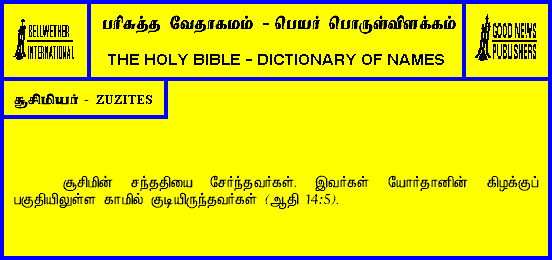 BELLWETHER
INTERNATIONAL
பரிசுத்த வேதாகமம் - பெயர் பொருள்விளக்கம்
THE HOLY BIBLE - DICTIONARY OF NAMES
GOOD NEWS
PUBLISHERS
சூசிமியர் - ZUZITES
சூசிமின் சந்ததியை சேர்ந்தவர்கள். இவர்கள் யோர்தானின் கிழக்குப்
பகுதியிலுள்ள காமில் குடியிருந்தவர்கள் (ஆதி 14:5).